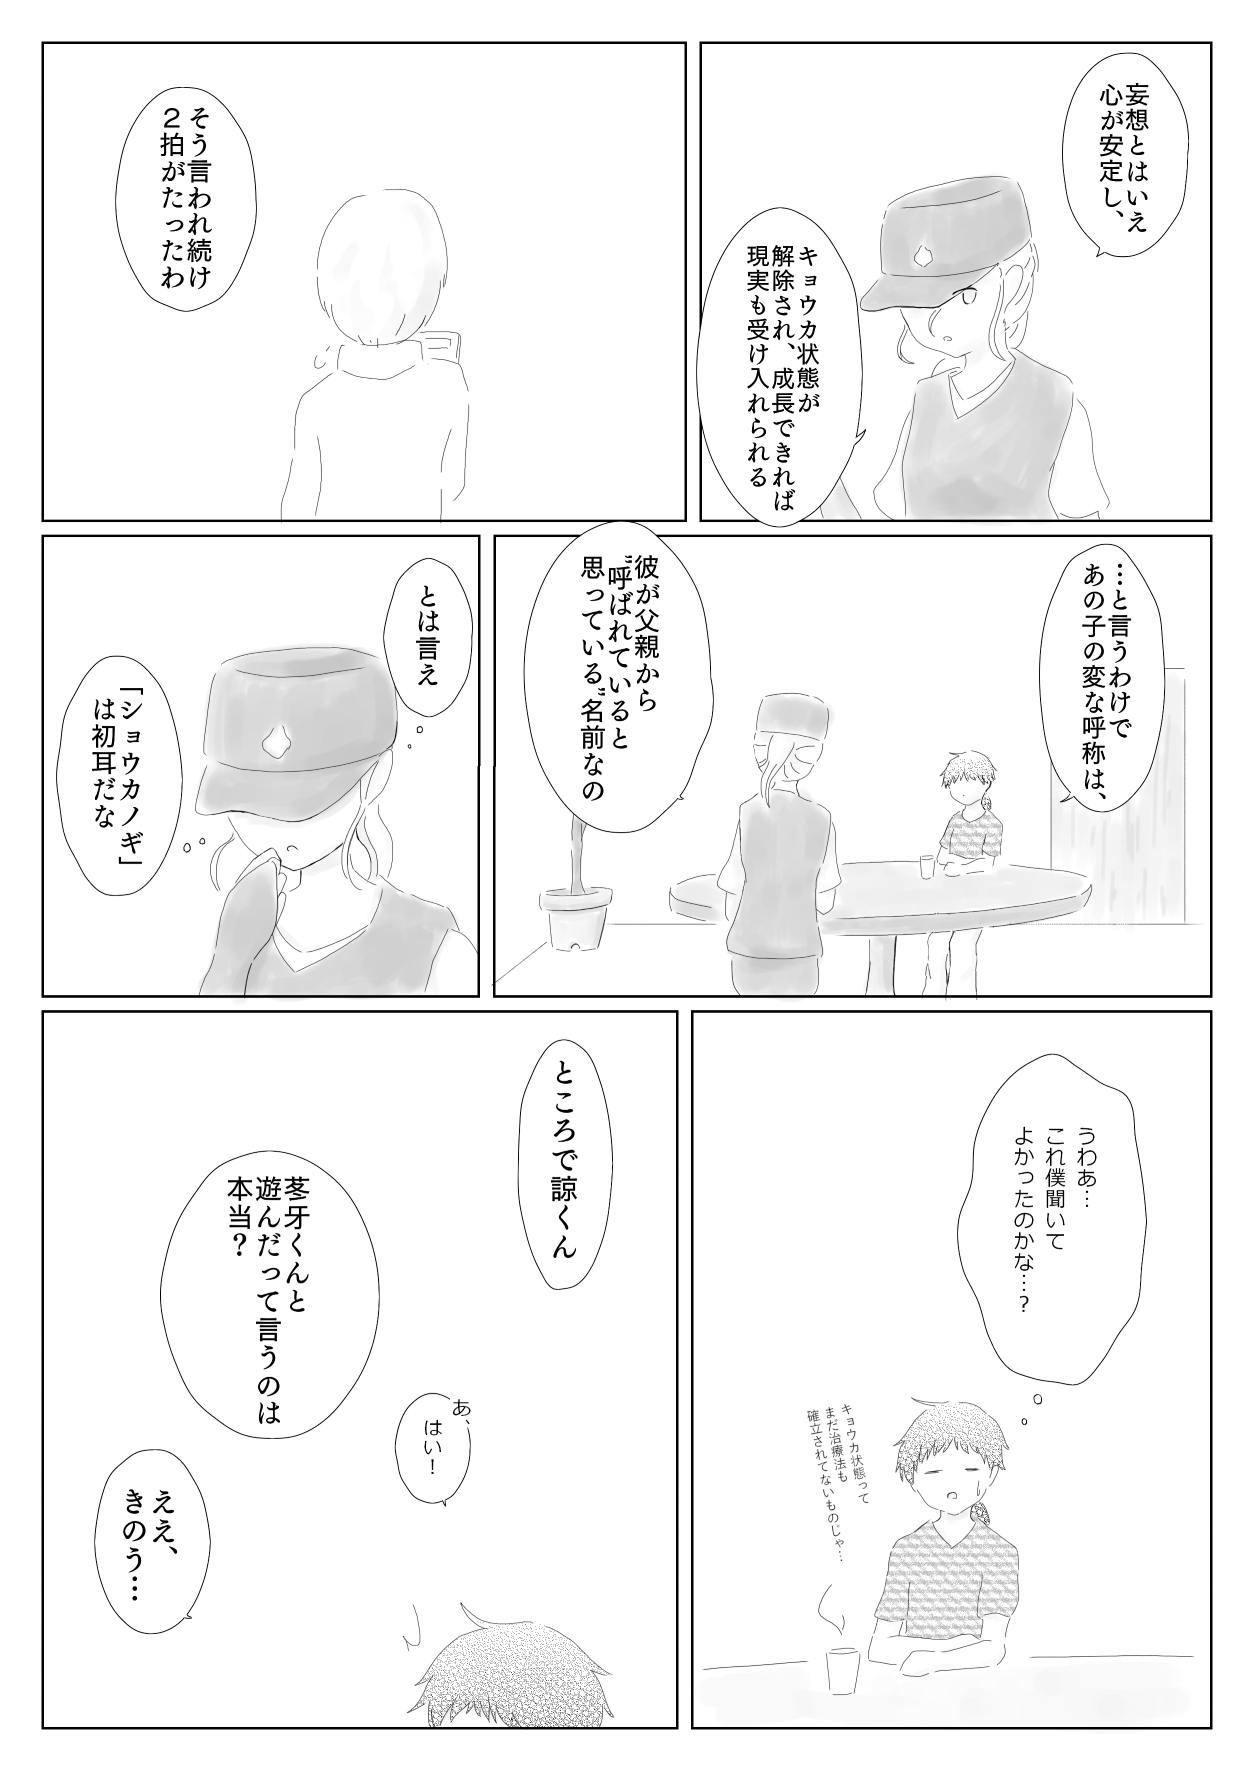 妄想とはいえ
心が安定し、
キョウカ状態が
解除され、成長できれば
現実も受け入れられる
そう言われ続け
２拍がたったたわ
…と言うわけで
あの子の変な呼称は、
彼が父親から
"呼ばれていると
思っている"名前なの
とは言え
「ショウカノギ」
は初耳だな
うわあ…
これ僕聞いて
よかったのかな…?
キョウカ状態って
まだ治療法も
確立されてないものじゃ…
ところで諒くん
苳牙くんと
遊んだって言うのは
本当?
あ、
はい!
ええ、
きのう…